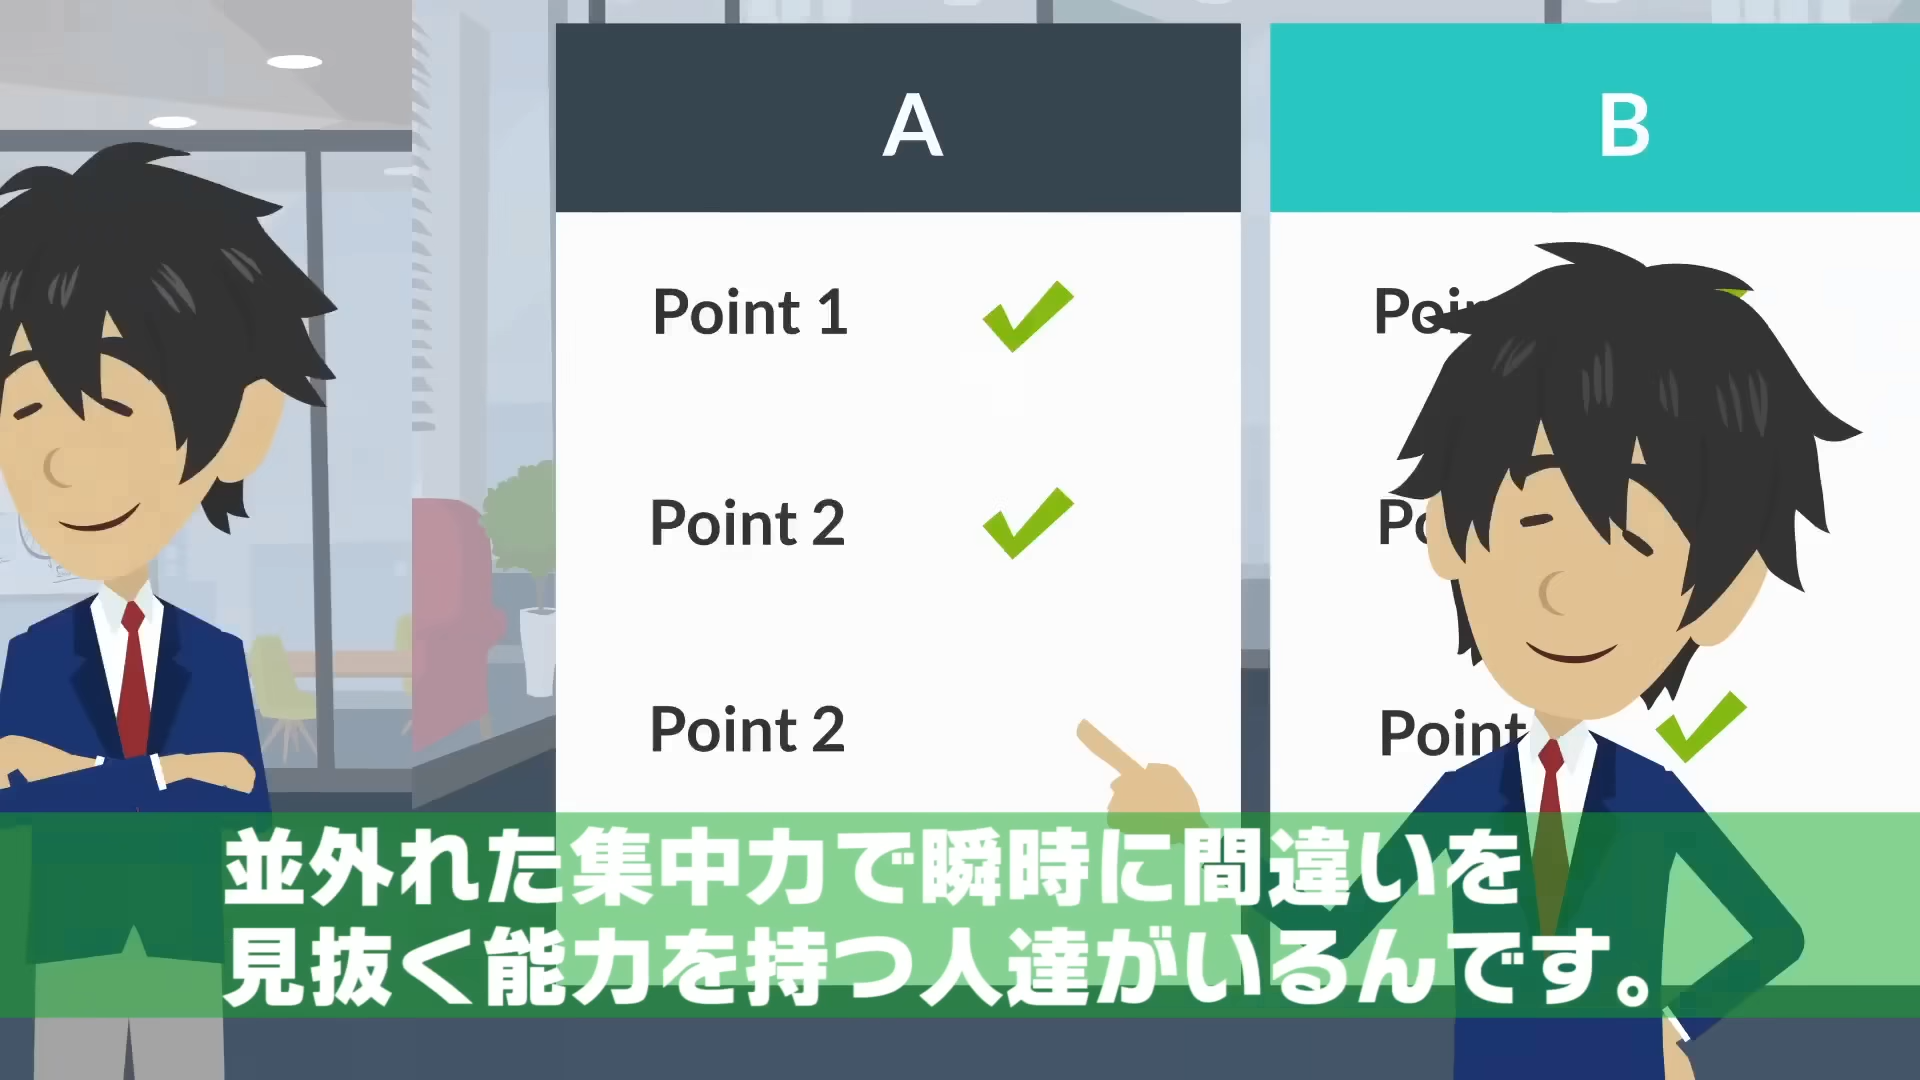 A
B
Point 1
Point 2
Point 2
Point
並外れた集中力で瞬時に間違いを
見抜く能力を持つ人達がいるんです。